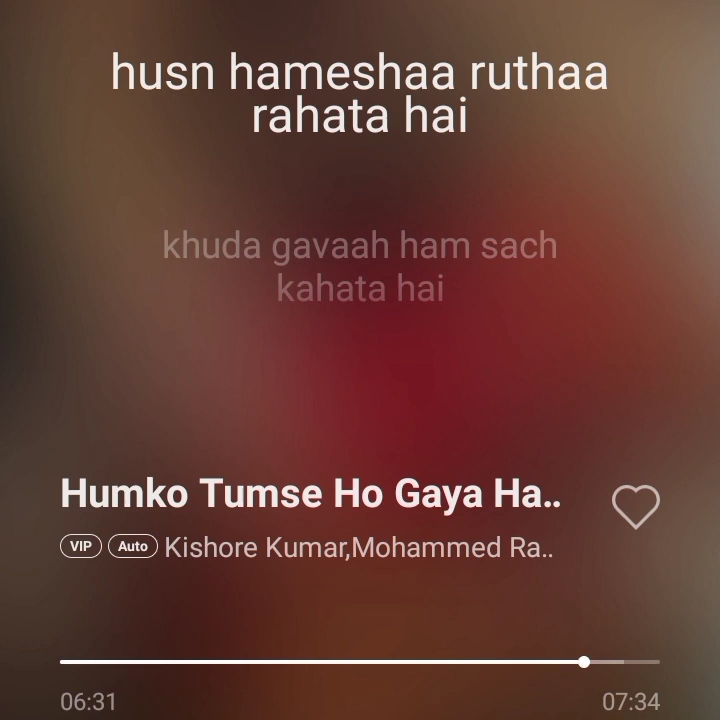 husn hameshaa ruthaa
rahata hai
khuda gavaah ham sach
kahata hai
Humko Tumse Ho Gaya Ha..
VIP Auto Kishore Kumar,Mohammed Ra..
06:31 07:34